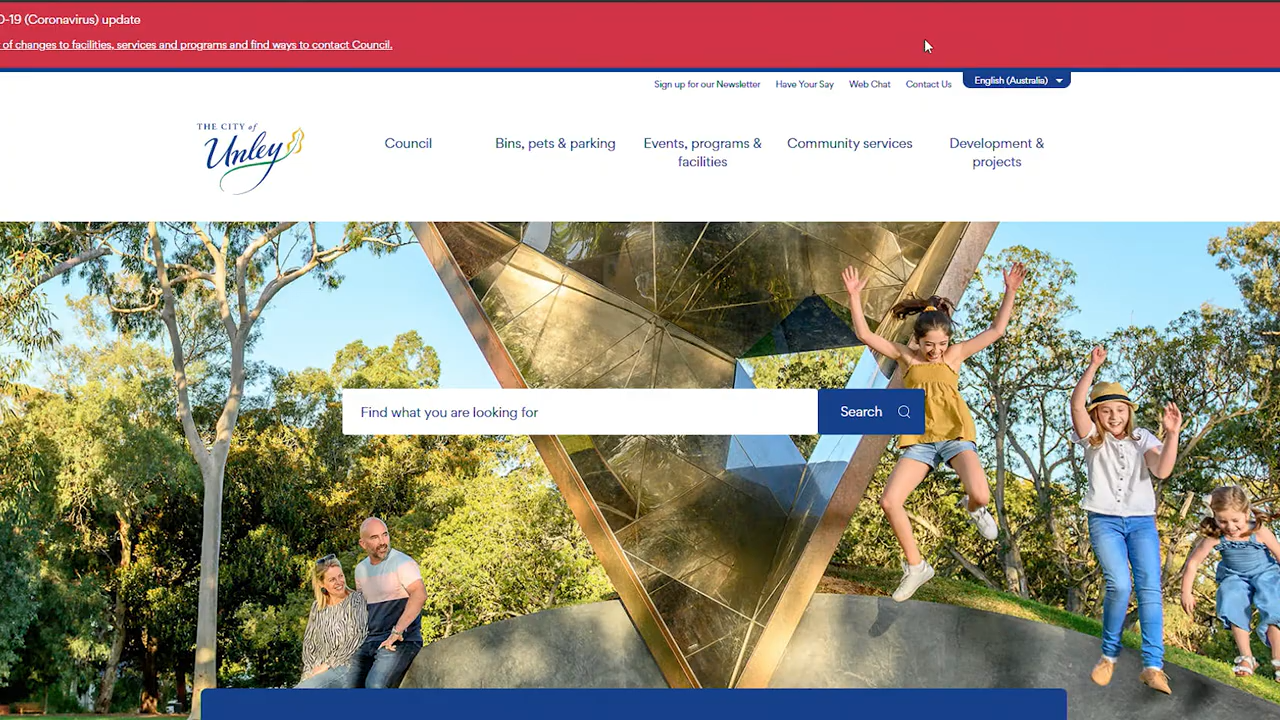 0-19 (Coronavirus) update
of changes to facilities, services and programs and find ways to contact Council.
Sign up for our Newsletter
Have Your Say
Web Chat
Contact Us
English (Australia)
THE CITY of
Unley
Council
Bins, pets & parking
Events, programs &
facilities
Community services
Development &
projects
Find what you are looking for
Search